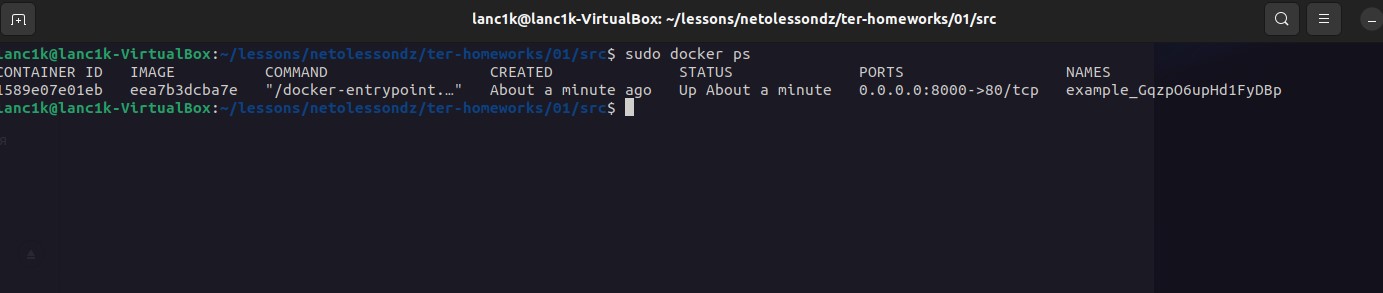 lanc1k@lanc1k-VirtualBox: ~/lessons/netolessondz/ter-homeworks/01/src
lanc1k@lanc1k-VirtualBox:~/lessons/netolessondz/ter-homeworks/01/src$ sudo docker ps
CONTAINER ID IMAGE COMMAND CREATED STATUS PORTS NAMES
1589e07e01eb eea7b3dcba7e "/docker-entrypoint.…" About a minute ago Up About a minute 0.0.0.0:8000->80/tcp example_GqzpO6upHd1FyDBp
lanc1k@lanc1k-VirtualBox:~/lessons/netolessondz/ter-homeworks/01/src$